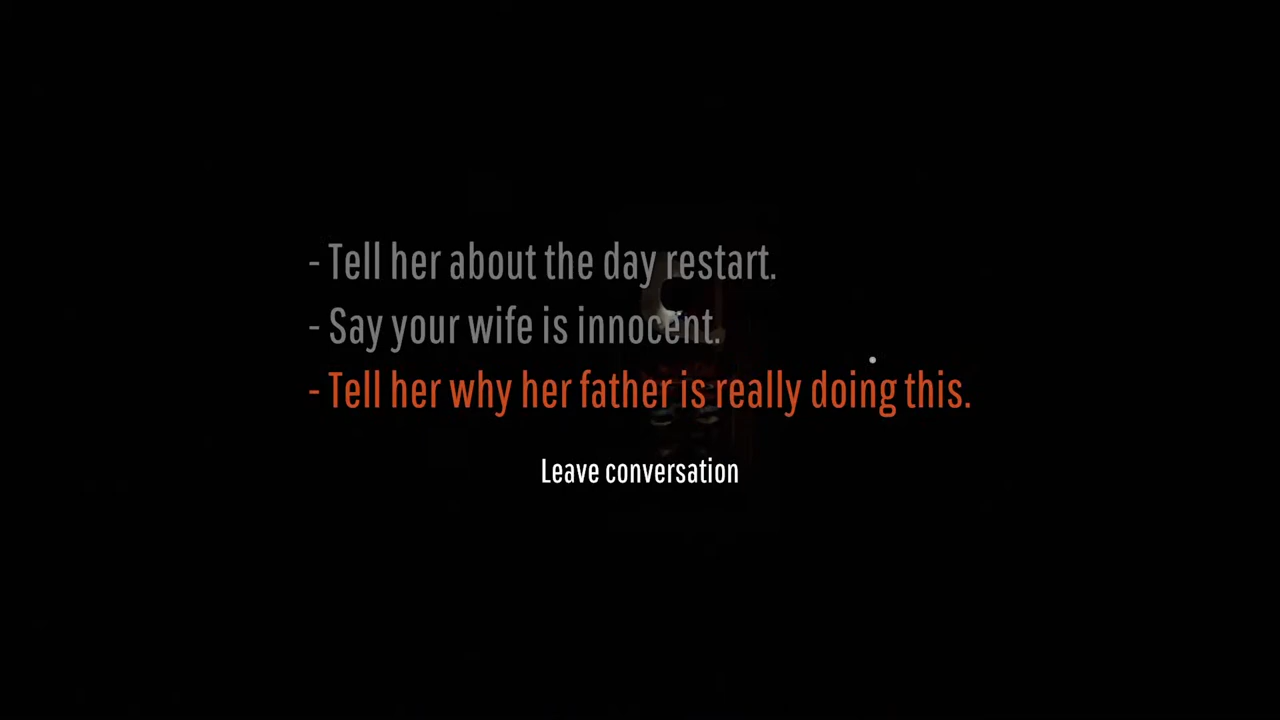 - Tell her about the day restart.
- Say your wife is innocent.
- Tell her why her father is really doing this.
Leave conversation